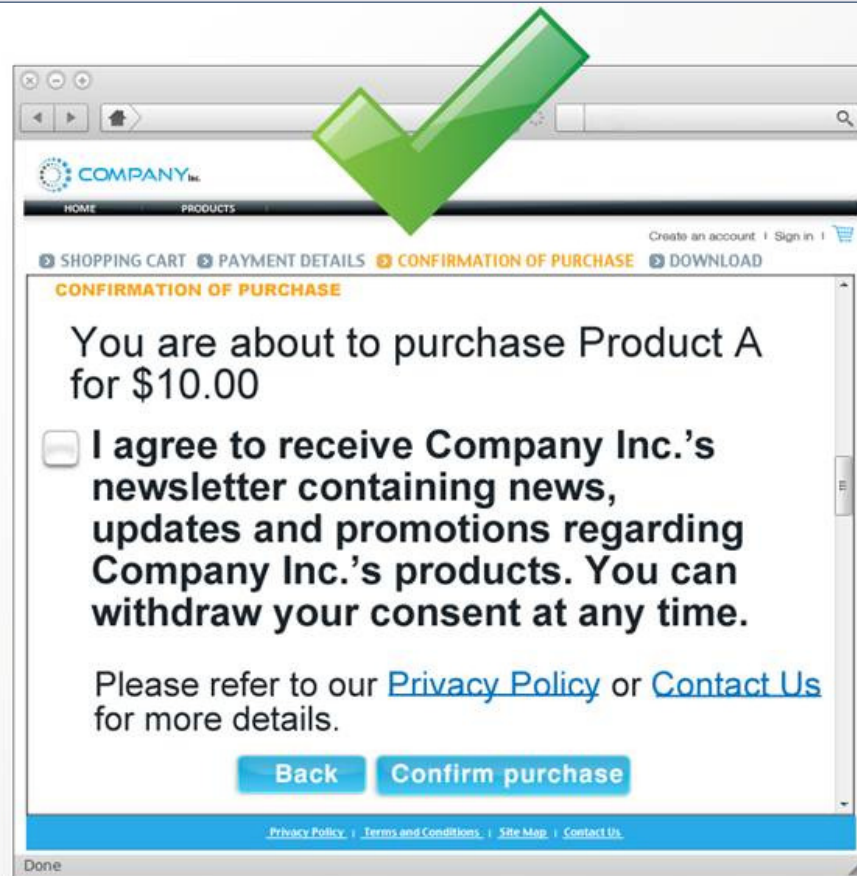 COMPANY Inc.
HOME PRODUCTS
Create an account | Sign in |
SHOPPING CART PAYMENT DETAILS CONFIRMATION OF PURCHASE DOWNLOAD
CONFIRMATION OF PURCHASE
You are about to purchase Product A
for $10.00
I agree to receive Company Inc.'s
newsletter containing news,
updates and promotions regarding
Company Inc.'s products. You can
withdraw your consent at any time.
Please refer to our Privacy Policy or Contact Us
for more details.
Back Confirm purchase
Privacy Policy | Terms and Conditions | Site Map | Contact Us
Done